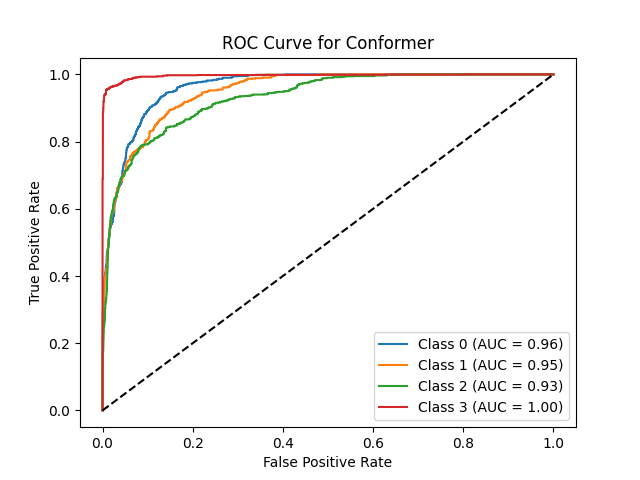 ROC Curve for Conformer
True Positive Rate
1.0
0.8
0.6
0.4
0.2
0.0
Class 0 (AUC = 0.96)
Class 1 (AUC = 0.95)
Class 2 (AUC = 0.93)
Class 3 (AUC = 1.00)
0.0 0.2 0.4 0.6 0.8 1.0
False Positive Rate